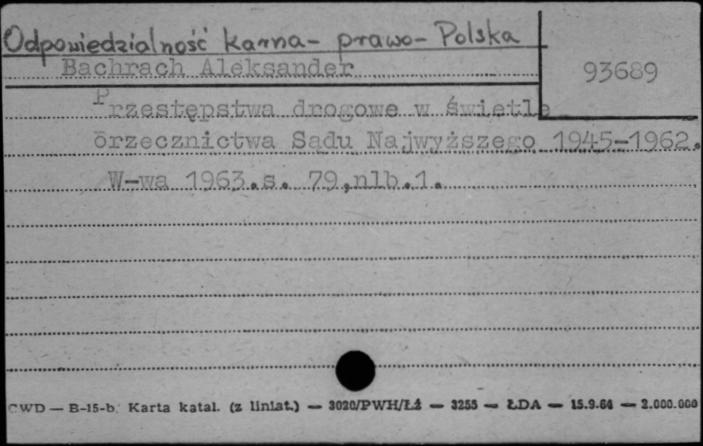 Odpowiedzialność karna - prawo - Polska
Bachrach Aleksander
93689
Przestępstwa drogowe w świetle
orzecznictwa Sądu Najwyższego 1945-1962.
W-wa 1963.s. 79,nlb.1.
CWD — B-15-b. Karta katal. (z liniat.) — 3020/PWH/Łż — 3255 — ŁDA — 15.9.64 — 2.000.000